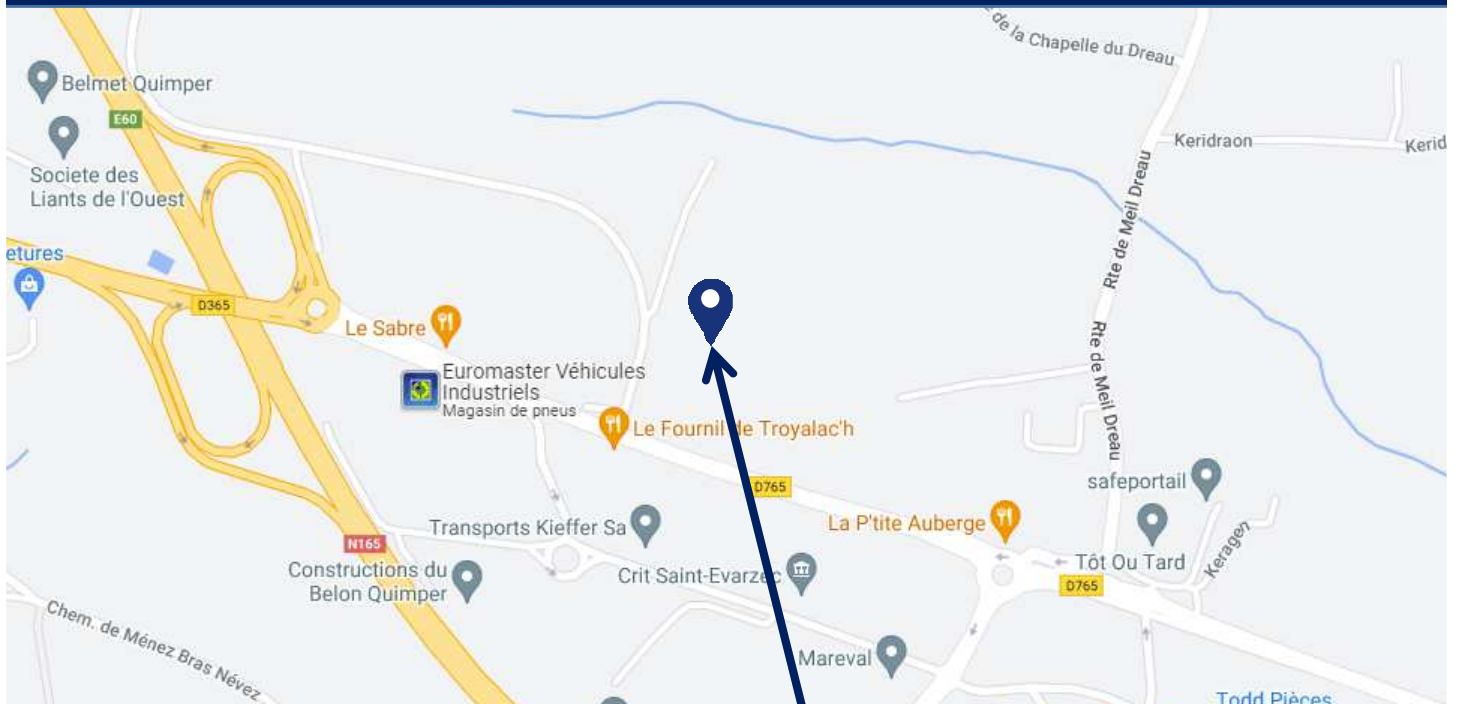 de la Chapelle du Dreau
Belmet Quimper
E60
Keridraon
Kerid
Societe des
Liants de l'Ouest
Rte de Meil Dreau
etures
D365
Le Sabre
Rte de Meil Dreau
Euromaster Véhicules
Industriels
Magasin de pneus
Le Fournil de Troyalac'h
safeportail
D765
La P'tite Auberge
Transports Kieffer Sa
Keragen
N165
Tôt Ou Tard
Constructions du
Belon Quimper
Crit Saint-Evarzec
D765
Chem. de Ménez Bras Névez
Mareval
Todd Pièces